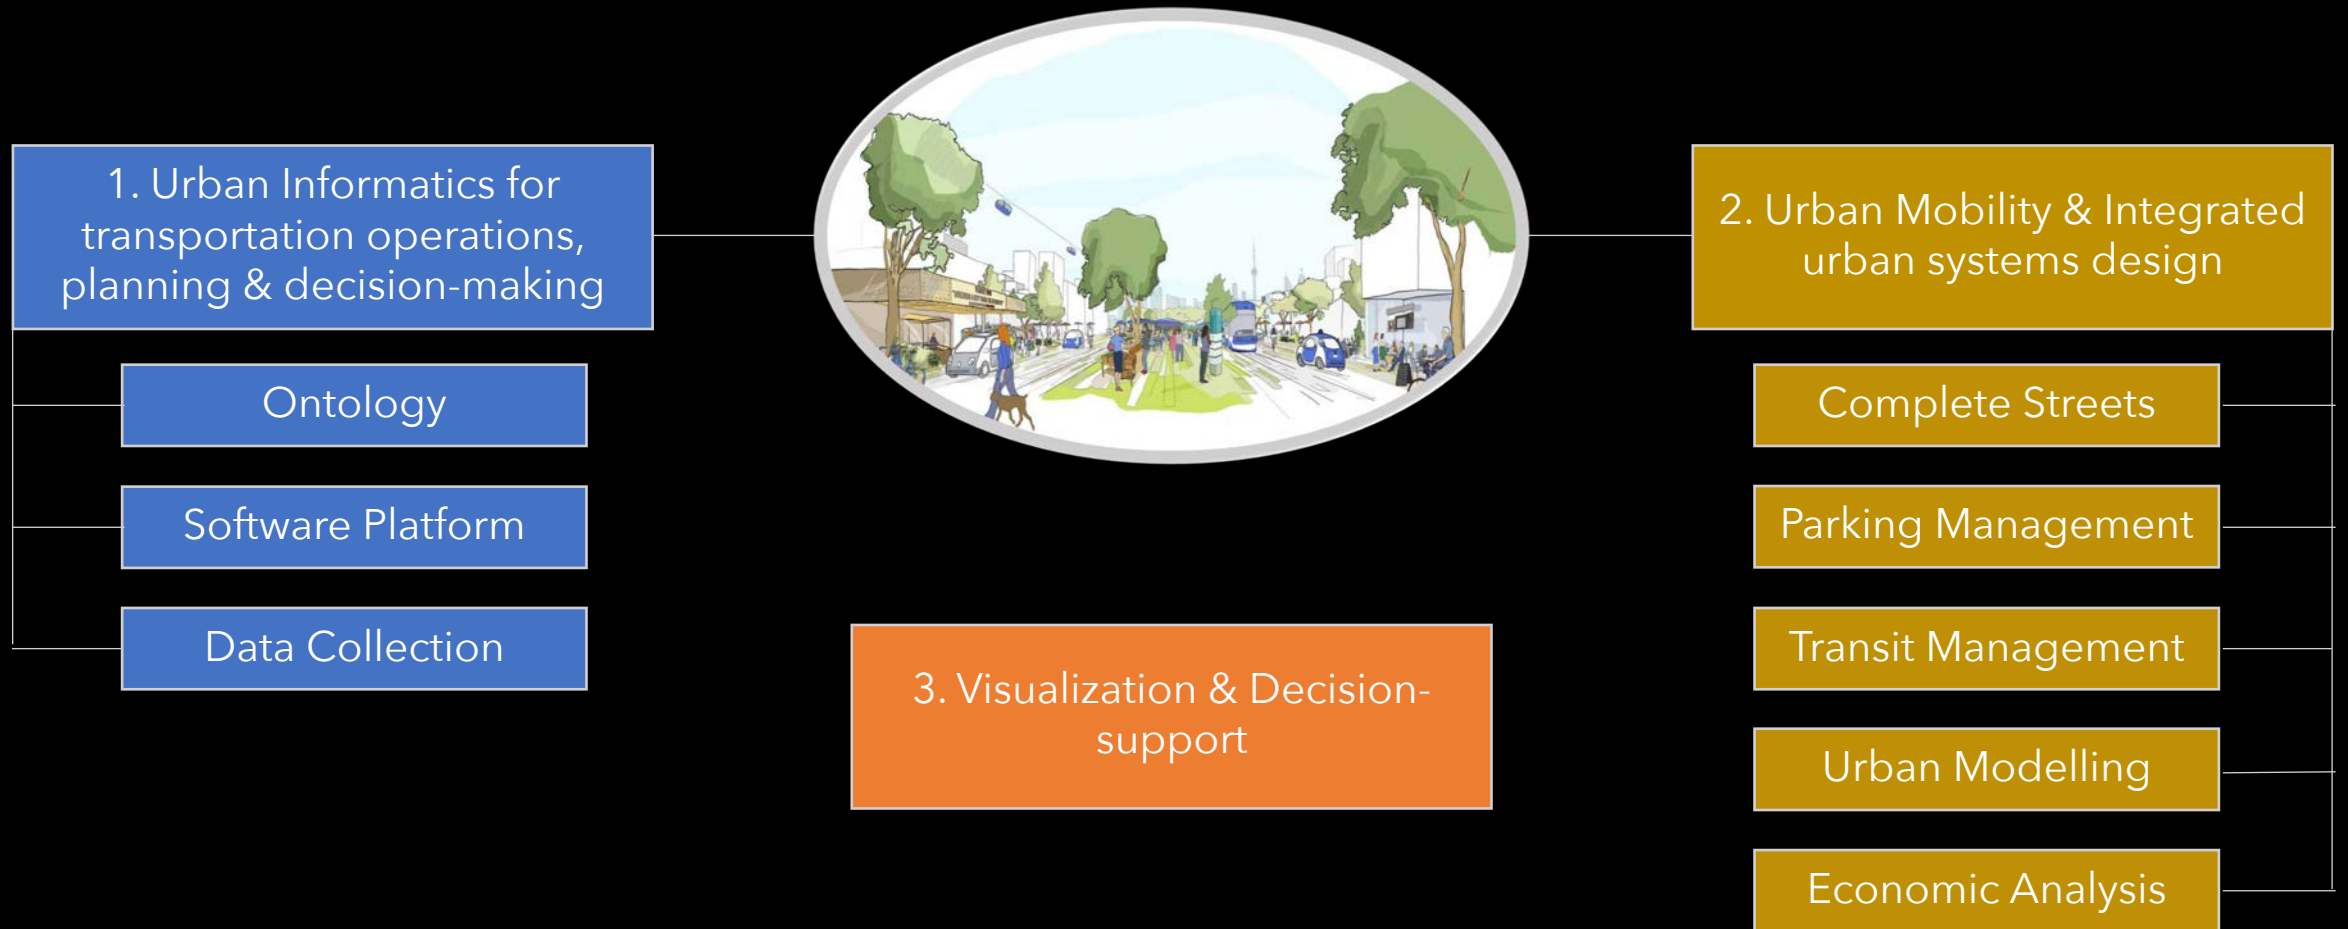 1. Urban Informatics for
transportation operations,
planning & decision-making
Ontology
Software Platform
Data Collection
2. Urban Mobility & Integrated
urban systems design
Complete Streets
Parking Management
Transit Management
Urban Modelling
Economic Analysis
3. Visualization & Decision-
support